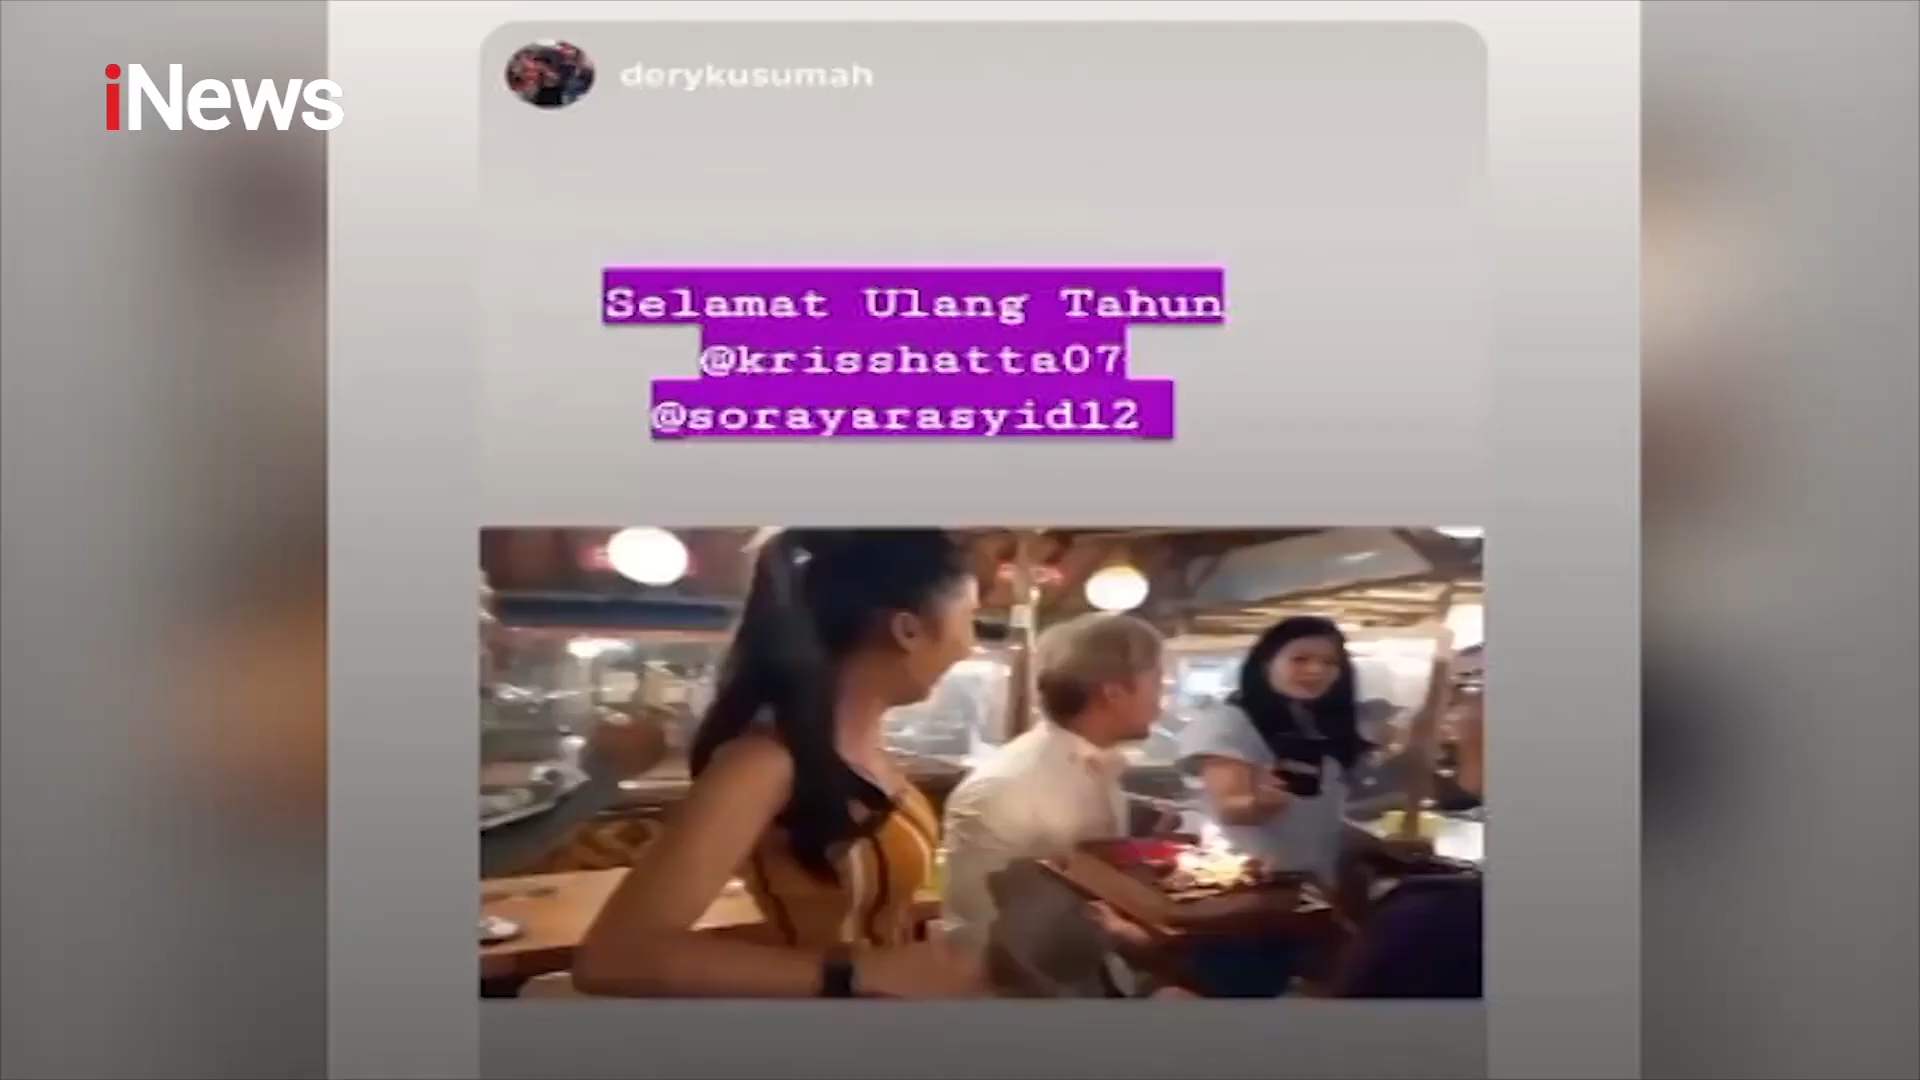 iNews
derykusumah
Selamat Ulang Tahun
@krisshatta07
@sorayarasyid12